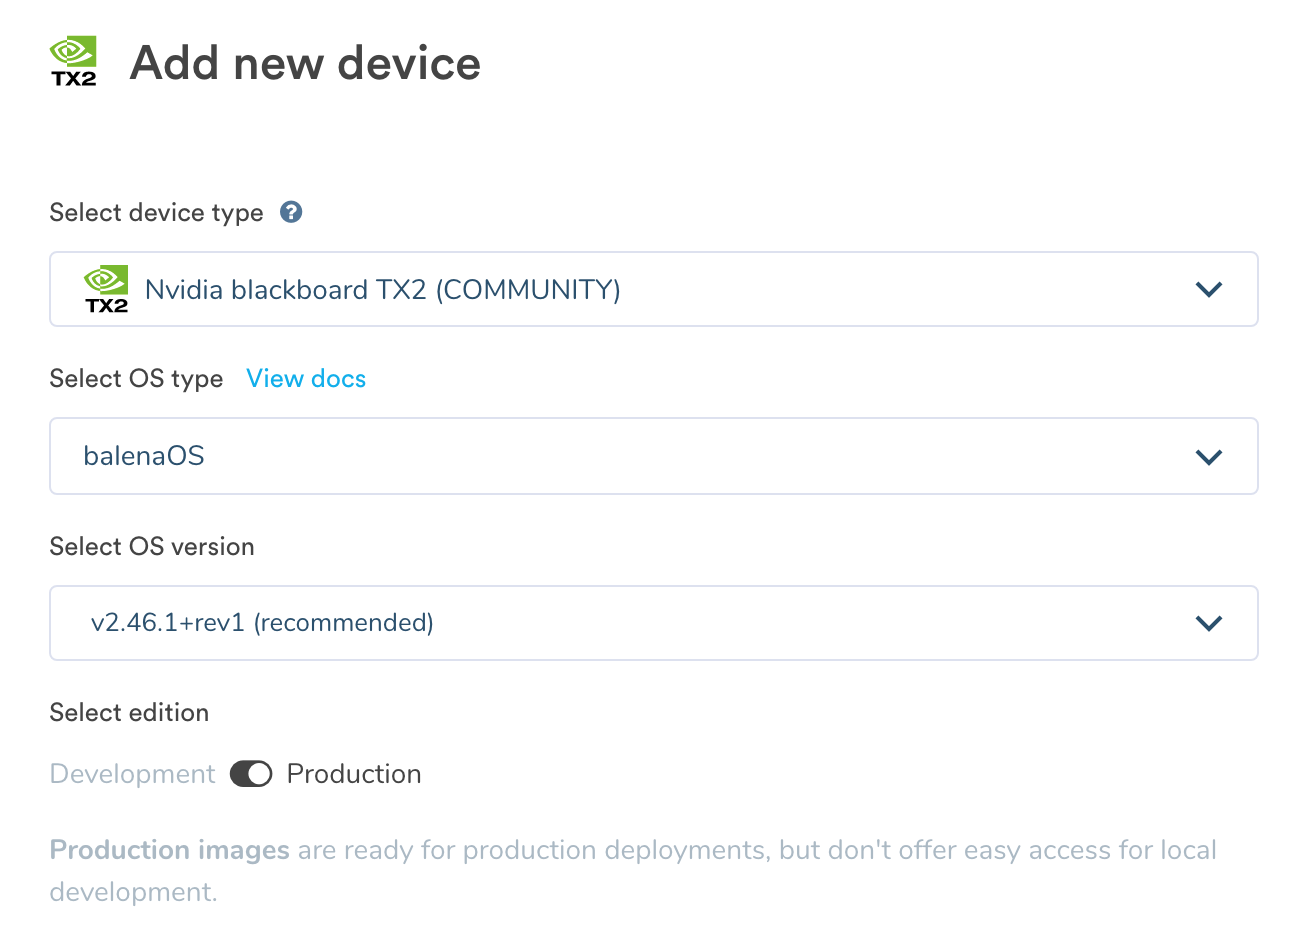 TX2 Add new device
Select device type ?
TX2 Nvidia blackboard TX2 (COMMUNITY)
Select OS type View docs
balenaOS
Select OS version
v2.46.1+rev1 (recommended)
Select edition
Development Production
Production images are ready for production deployments, but don't offer easy access for local
development.